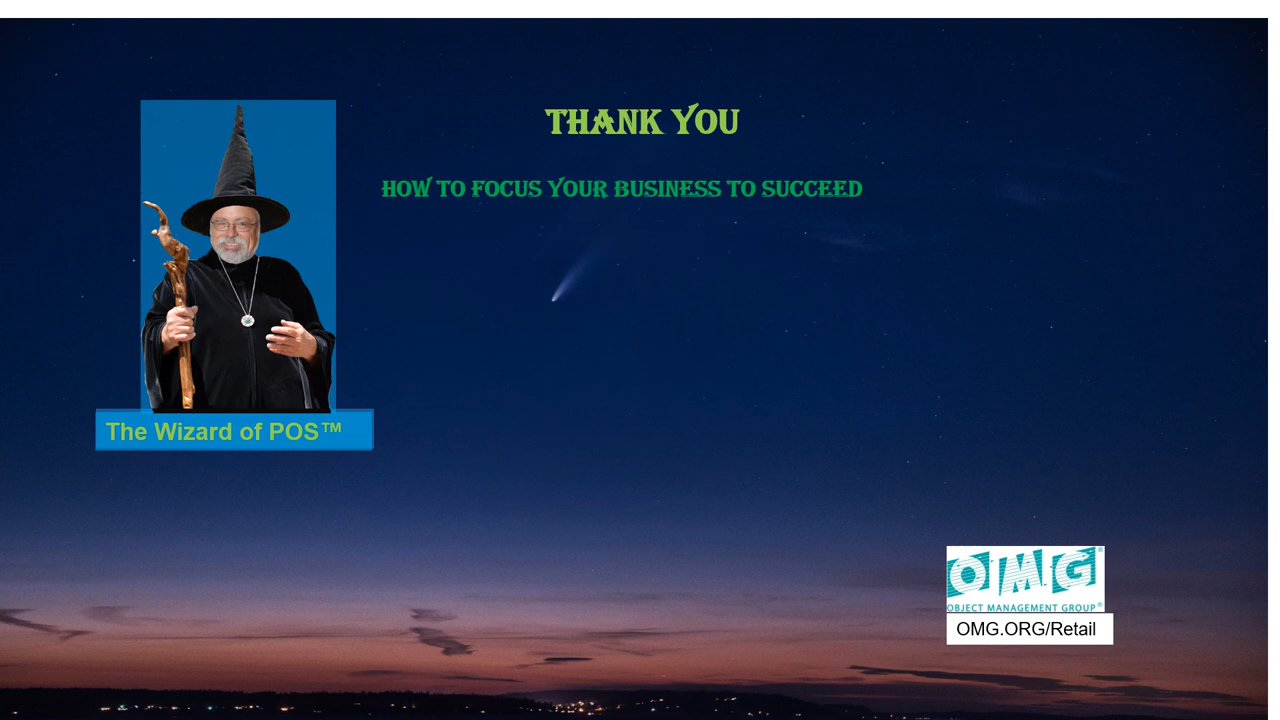 THANK YOU
HOW TO FOCUS YOUR BUSINESS TO SUCCEED
The Wizard of POS™
OMG®
OBJECT MANAGEMENT GROUP®
OMG.ORG/Retail